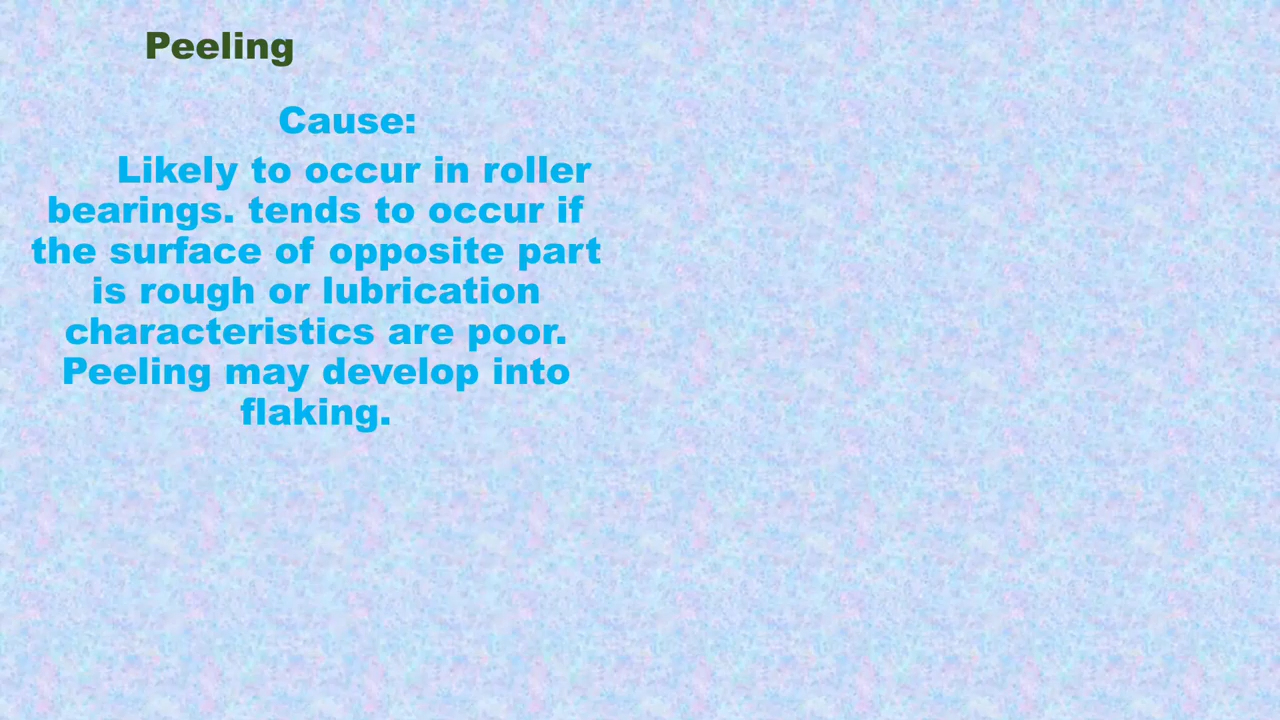 Peeling
Cause:
Likely to occur in roller
bearings. tends to occur if
the surface of opposite part
is rough or lubrication
characteristics are poor.
Peeling may develop into
flaking.